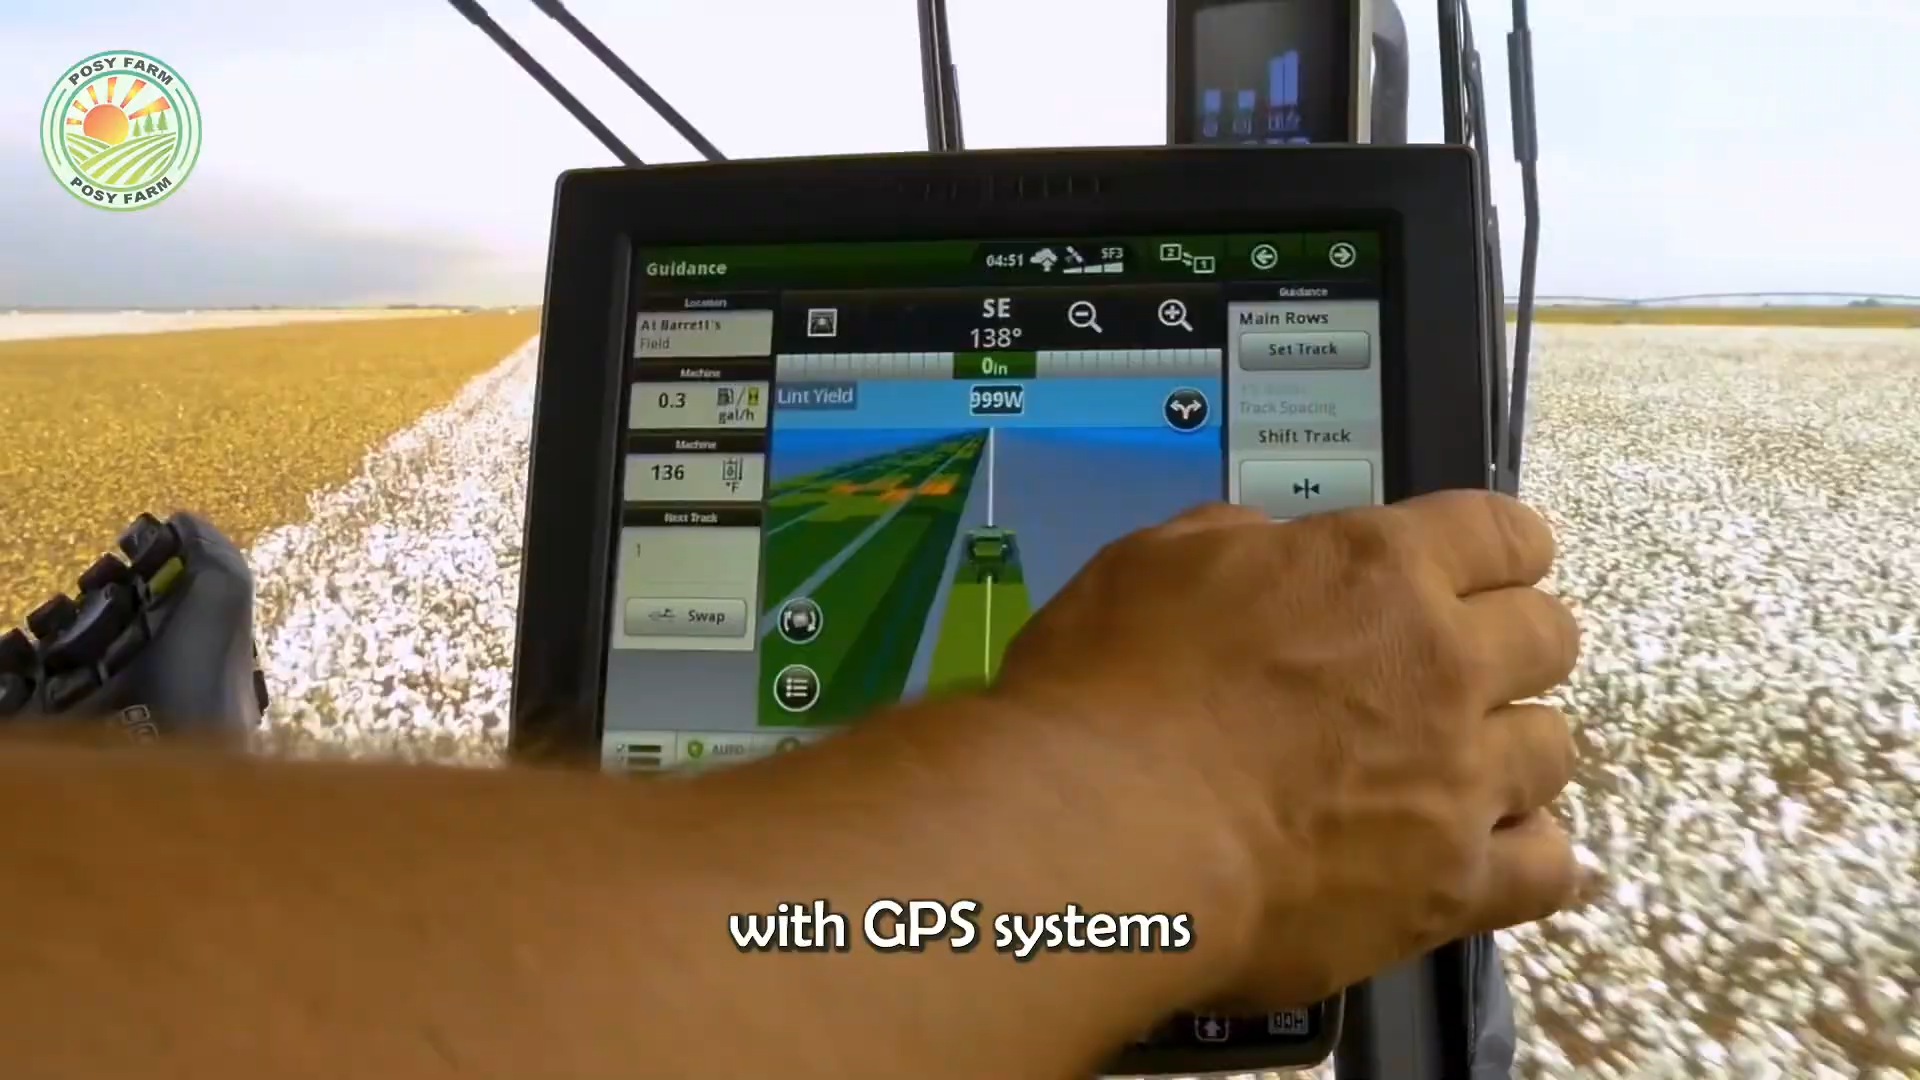 POSY FARM
POSY FARM
Guidance
04:51
SF3
2
1
Location
At Barrett's
Field
Machine
0.3
gal/h
Machine
136
°F
Next Track
1
Swap
SE
138°
0in
Lint Yield
999W
Guidance
Main Rows
Set Track
Track Spacing
Shift Track
AUTO
with GPS systems